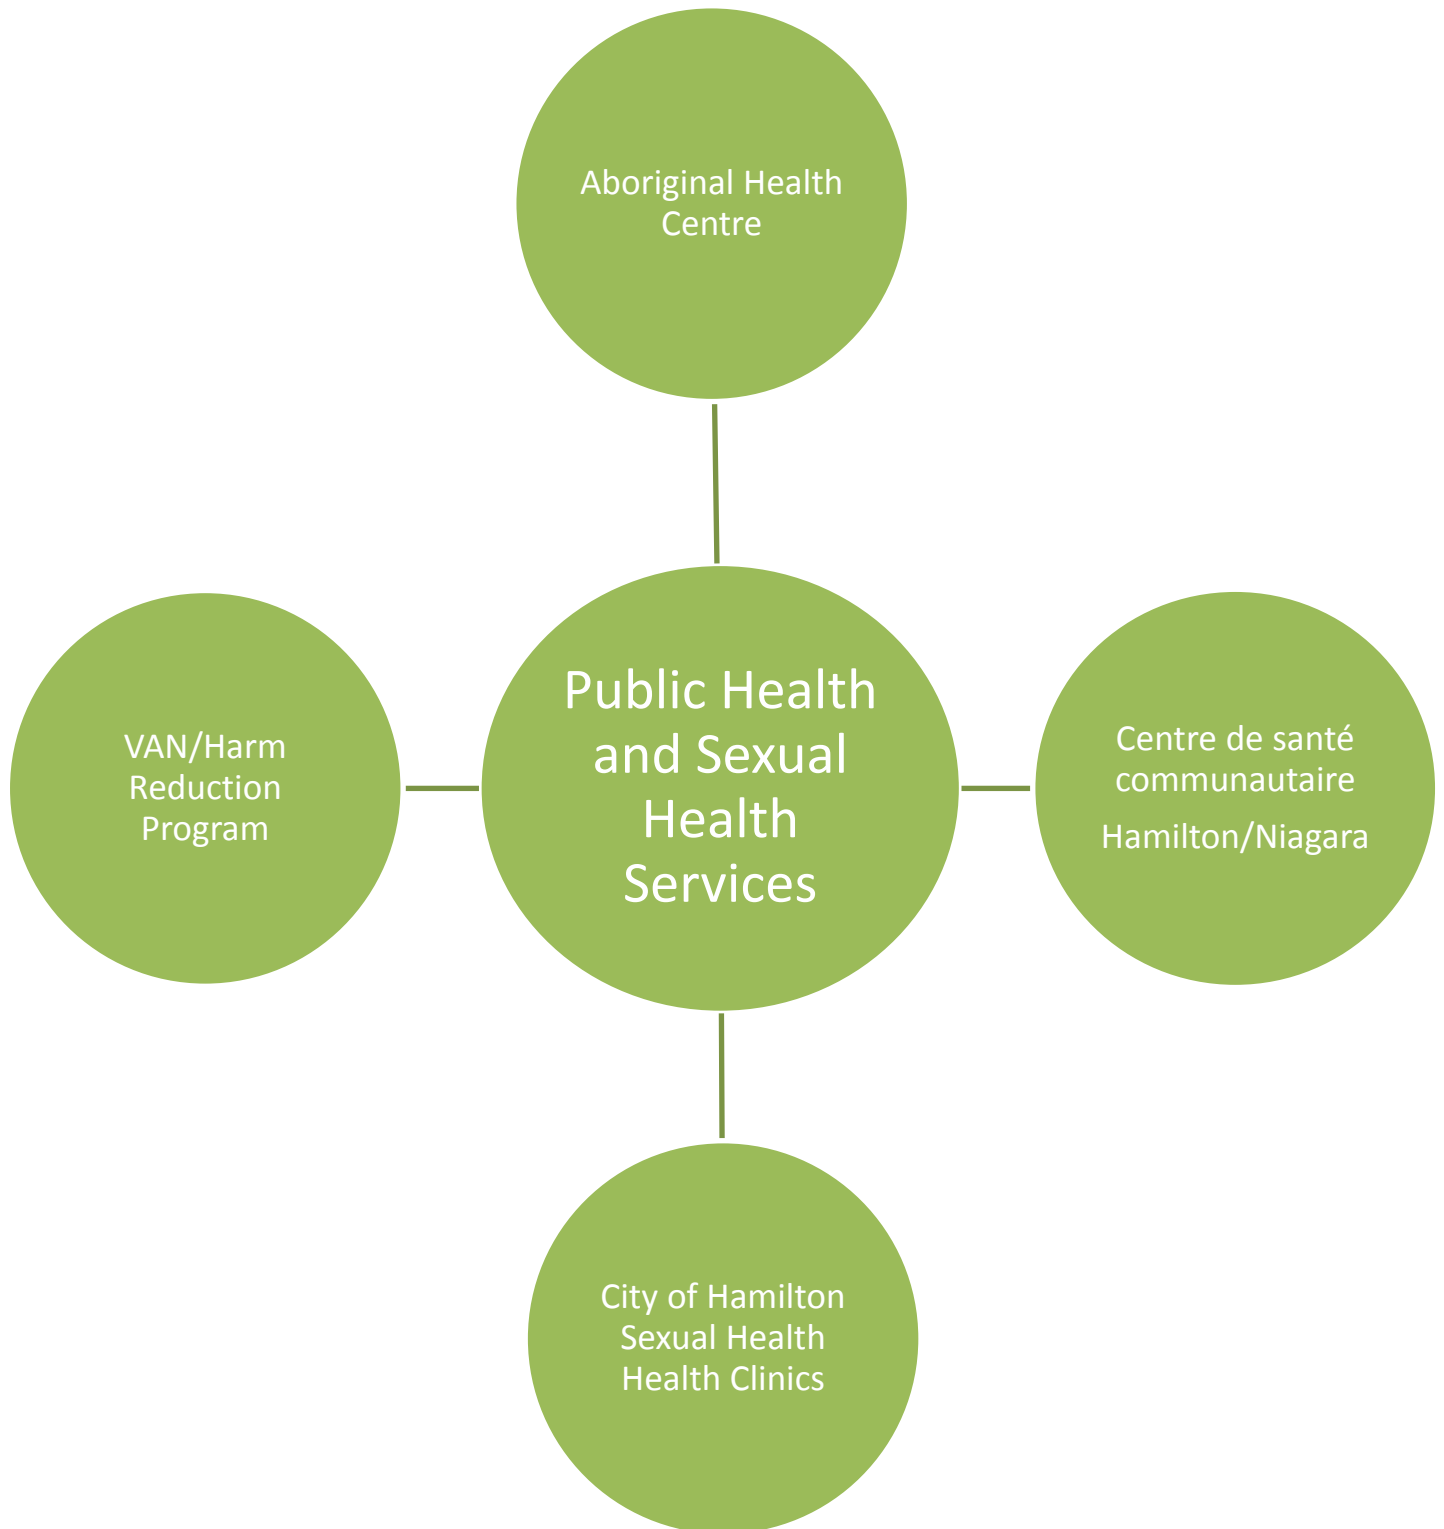 Aboriginal Health
Centre
Public Health
and Sexual
Health
Services
VAN/Harm
Reduction
Program
Centre de santé
communautaire
Hamilton/Niagara
City of Hamilton
Sexual Health
Health Clinics